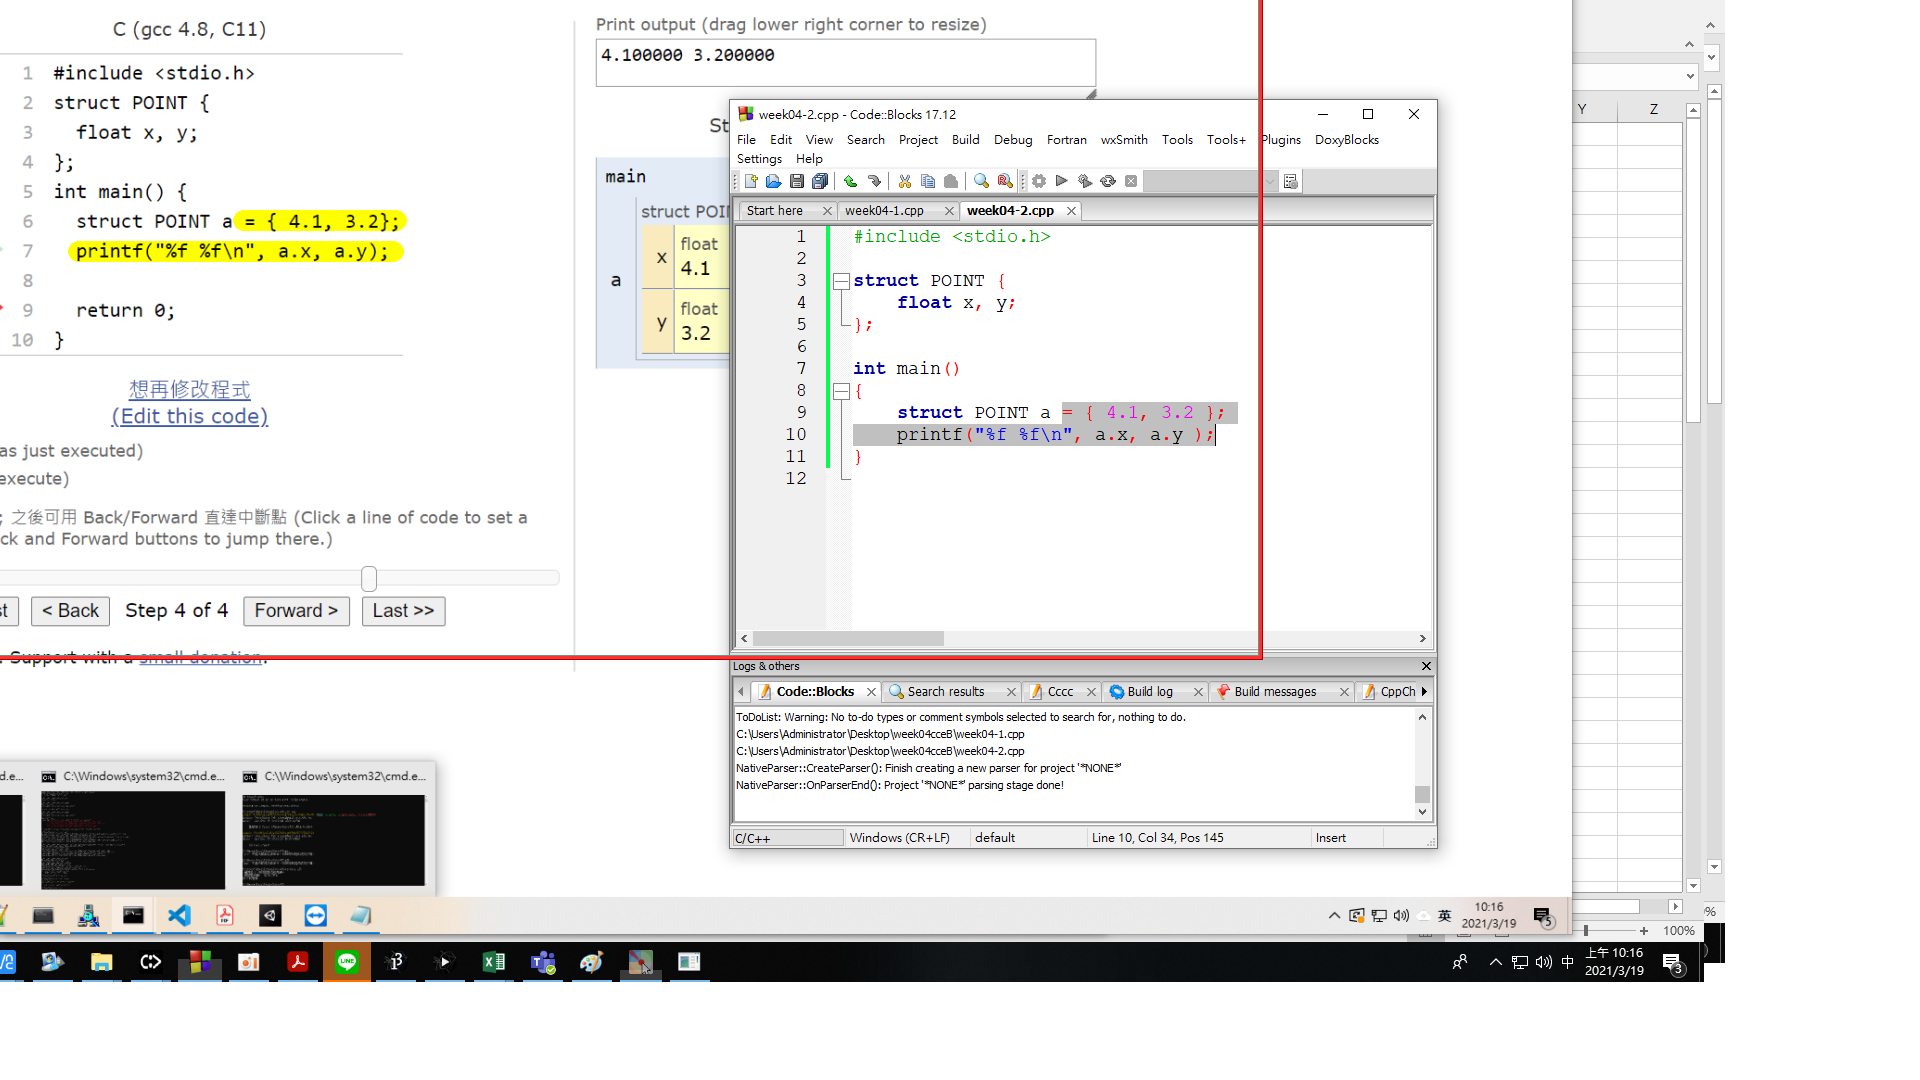 C (gcc 4.8, C11)
1 #include <stdio.h>
2 struct POINT {
3 float x, y;
4 };
5 int main() {
6 struct POINT a = { 4.1, 3.2};
7 printf("%f %f\n", a.x, a.y);
8
9 return 0;
10 }
想再修改程式
(Edit this code)
as just executed)
execute)
; 之後可用 Back/Forward 直達中斷點 (Click a line of code to set a
ck and Forward buttons to jump there.)
< Back Step 4 of 4 Forward > Last >>
Support with a small donation.
Print output (drag lower right corner to resize)
4.100000 3.200000
St
main
struct POI
a
x float 4.1
y float 3.2
week04-2.cpp - Code::Blocks 17.12
File Edit View Search Project Build Debug Fortran wxSmith Tools Tools+ Plugins DoxyBlocks
Settings Help
Start here week04-1.cpp week04-2.cpp
1 #include <stdio.h>
2
3 struct POINT {
4 float x, y;
5 };
6
7 int main()
8 {
9 struct POINT a = { 4.1, 3.2 };
10 printf("%f %f\n", a.x, a.y );
11 }
12
Logs & others
Code::Blocks Search results Cccc Build log Build messages CppCh
ToDoList: Warning: No to-do types or comment symbols selected to search for, nothing to do.
C:\Users\Administrator\Desktop\week04cceB\week04-1.cpp
C:\Users\Administrator\Desktop\week04cceB\week04-2.cpp
NativeParser::CreateParser(): Finish creating a new parser for project '*NONE*'
NativeParser::OnParserEnd(): Project '*NONE*' parsing stage done!
C/C++ Windows (CR+LF) default Line 10, Col 34, Pos 145 Insert
Y Z
d.e... C:\Windows\system32\cmd.e... C:\Windows\system32\cmd.e...
英 10:16
2021/3/19 5
100%
中 上午 10:16
2021/3/19 3